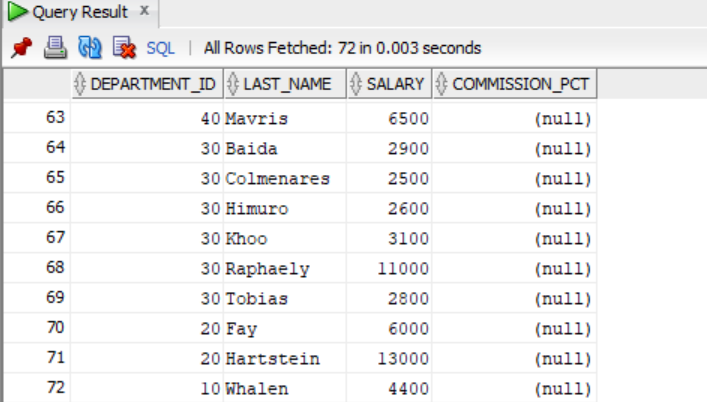 Query Result x
SQL | All Rows Fetched: 72 in 0.003 seconds
DEPARTMENT_ID LAST_NAME SALARY COMMISSION_PCT
63 40 Mavris 6500 (null)
64 30 Baida 2900 (null)
65 30 Colmenares 2500 (null)
66 30 Himuro 2600 (null)
67 30 Khoo 3100 (null)
68 30 Raphaely 11000 (null)
69 30 Tobias 2800 (null)
70 20 Fay 6000 (null)
71 20 Hartstein 13000 (null)
72 10 Whalen 4400 (null)